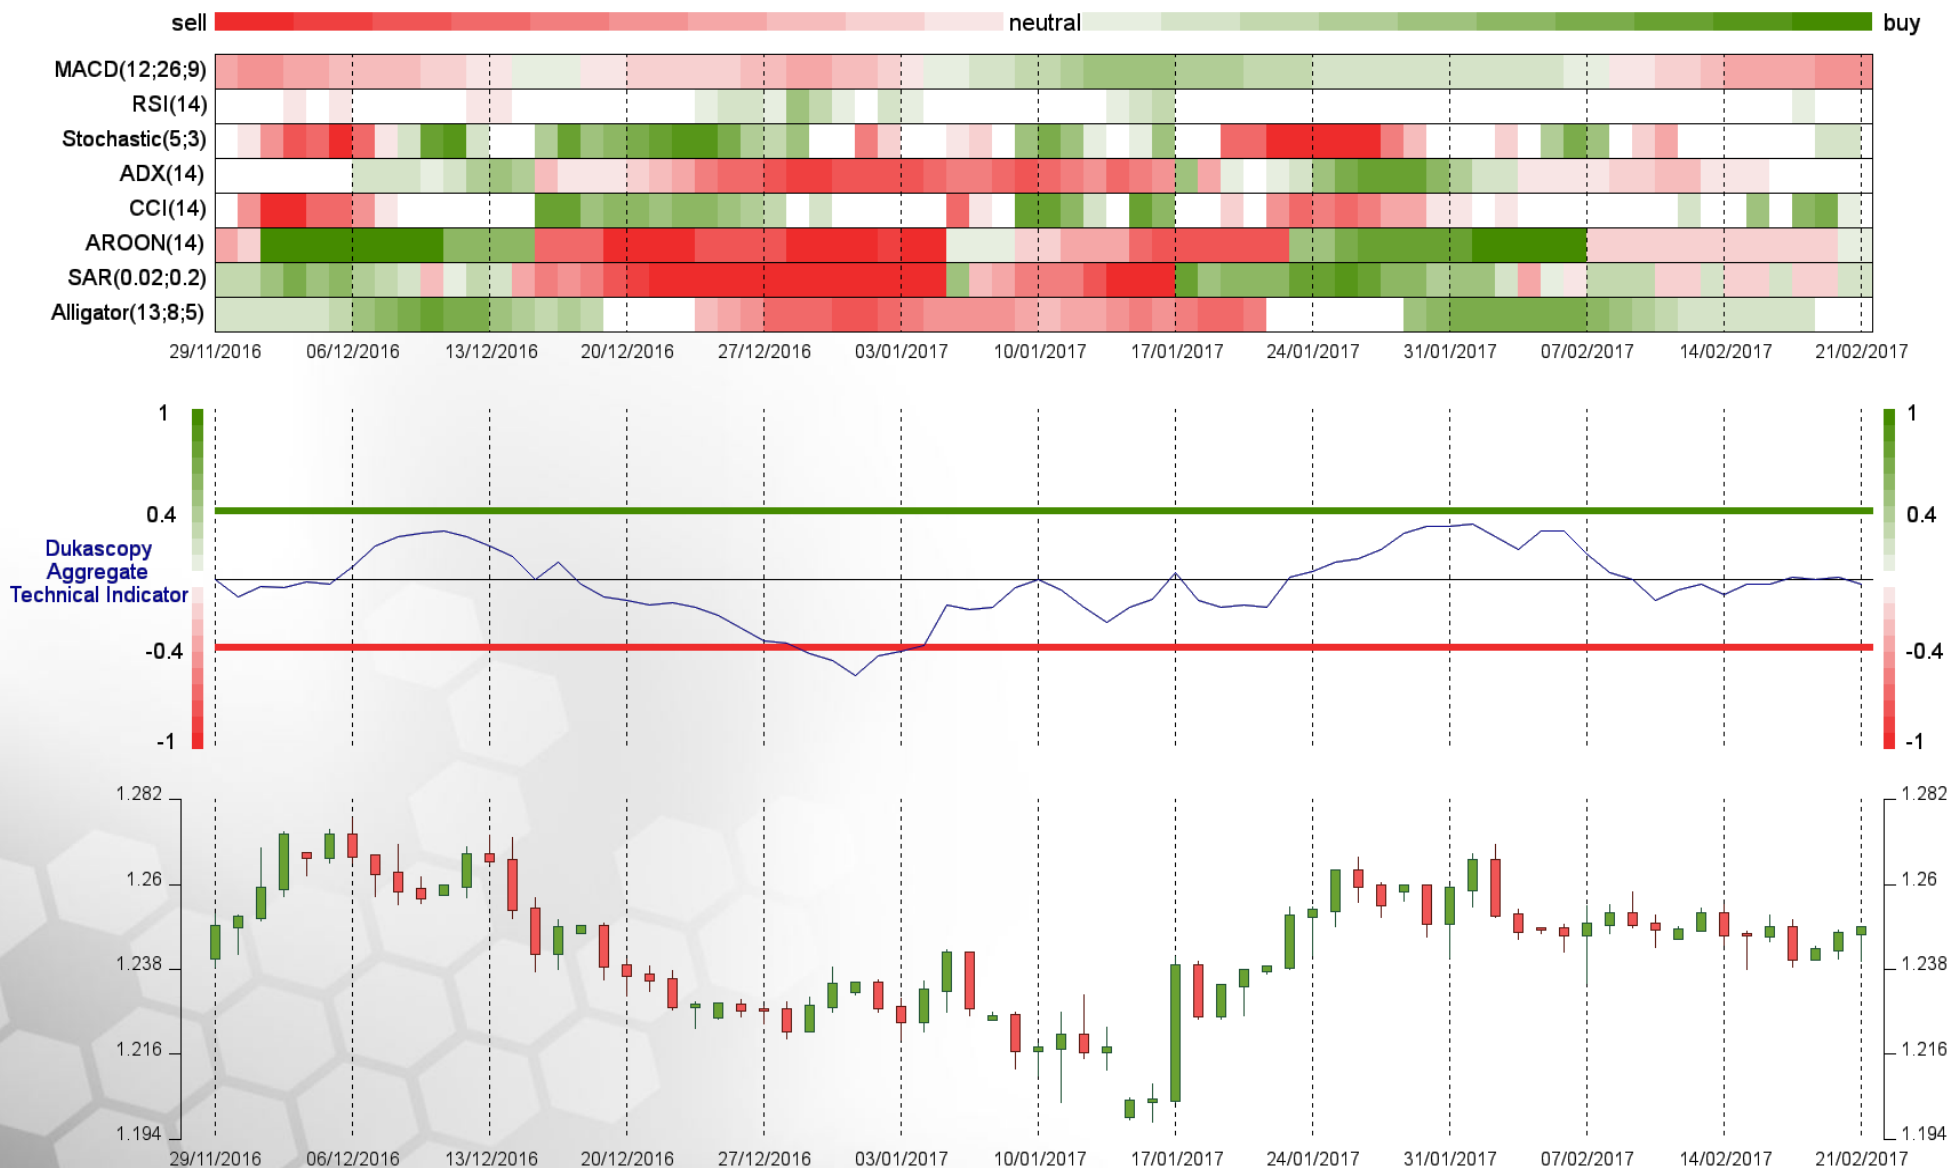 sell neutral buy
MACD(12;26;9)
RSI(14)
Stochastic(5;3)
ADX(14)
CCI(14)
AROON(14)
SAR(0.02;0.2)
Alligator(13;8;5)
29/11/2016 06/12/2016 13/12/2016 20/12/2016 27/12/2016 03/01/2017 10/01/2017 17/01/2017 24/01/2017 31/01/2017 07/02/2017 14/02/2017 21/02/2017
1 1
0.4 0.4
Dukascopy
Aggregate
Technical Indicator
-0.4 -0.4
-1 -1
1.282 1.282
1.26 1.26
1.238 1.238
1.216 1.216
1.194 1.194
29/11/2016 06/12/2016 13/12/2016 20/12/2016 27/12/2016 03/01/2017 10/01/2017 17/01/2017 24/01/2017 31/01/2017 07/02/2017 14/02/2017 21/02/2017